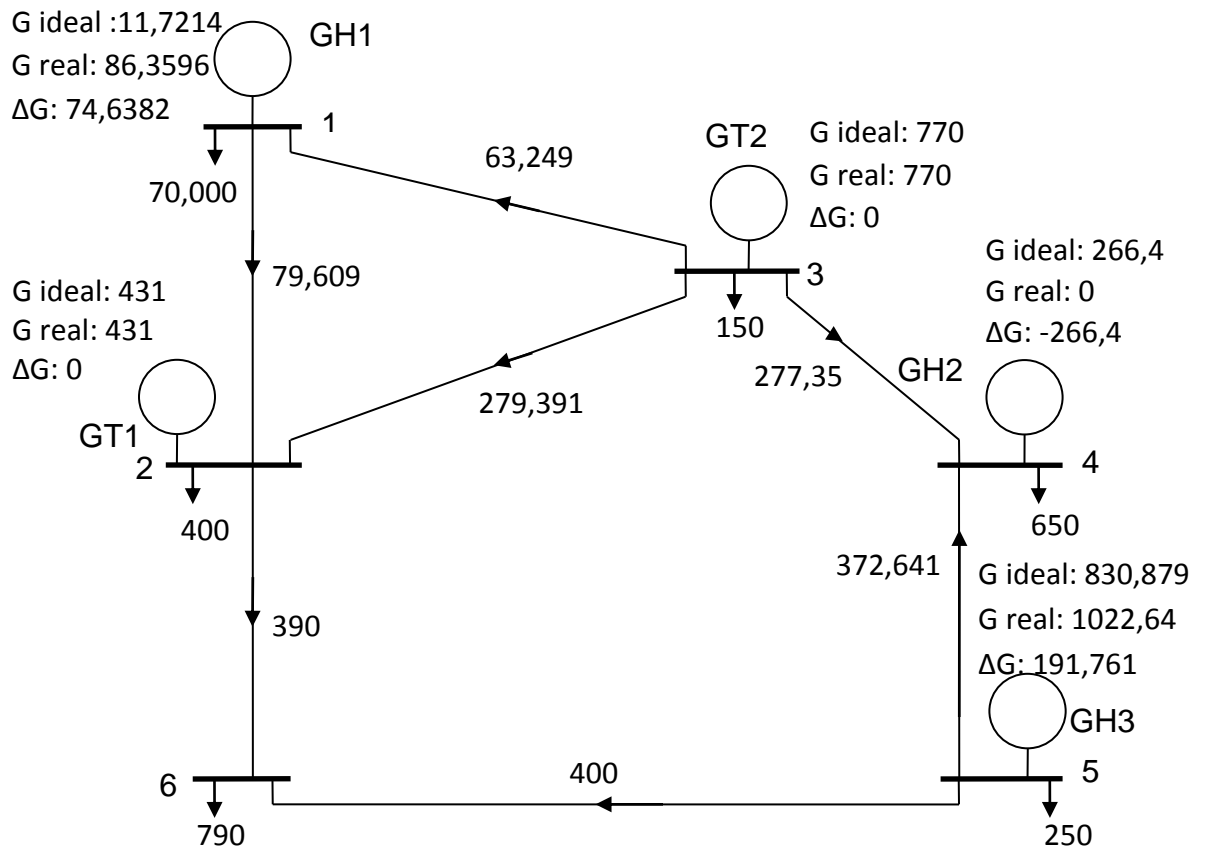 G ideal :11,7214
G real: 86,3596
ΔG: 74,6382
GH1
1
70,000
63,249
GT2
G ideal: 770
G real: 770
ΔG: 0
3
150
79,609
G ideal: 431
G real: 431
ΔG: 0
GT1
2
400
279,391
277,35
G ideal: 266,4
G real: 0
ΔG: -266,4
GH2
4
650
372,641
G ideal: 830,879
G real: 1022,64
ΔG: 191,761
GH3
5
250
390
400
6
790